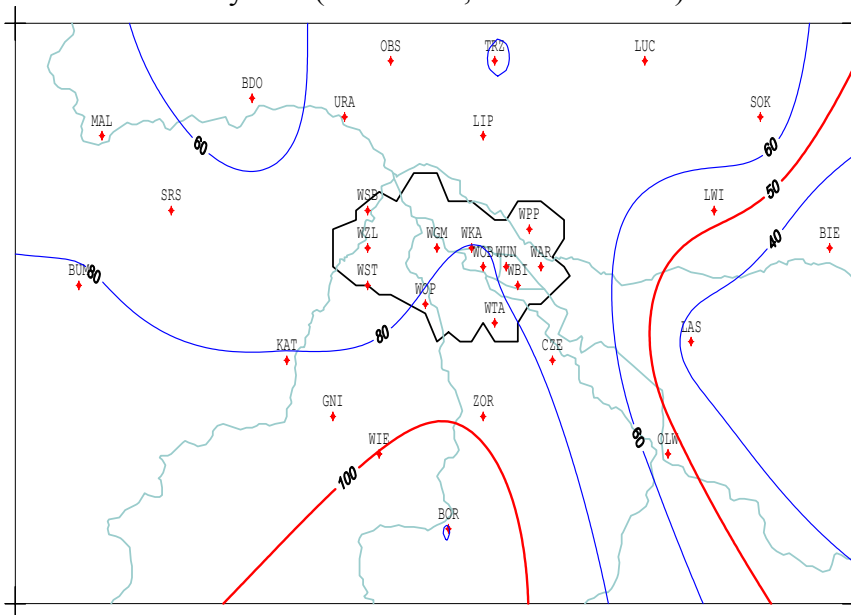 OBS
TRZ
LUC
BDO
URA
SOK
MAL
LIP
60
60
SRS
WSB
LWI
50
WPP
WZL
WGM
WKA
BIE
40
WOB
WUN
WAR
BUM
80
WST
WBI
WOP
WTA
80
LAS
KAT
CZE
GNI
ZOR
WIE
60
OLW
100
BOR